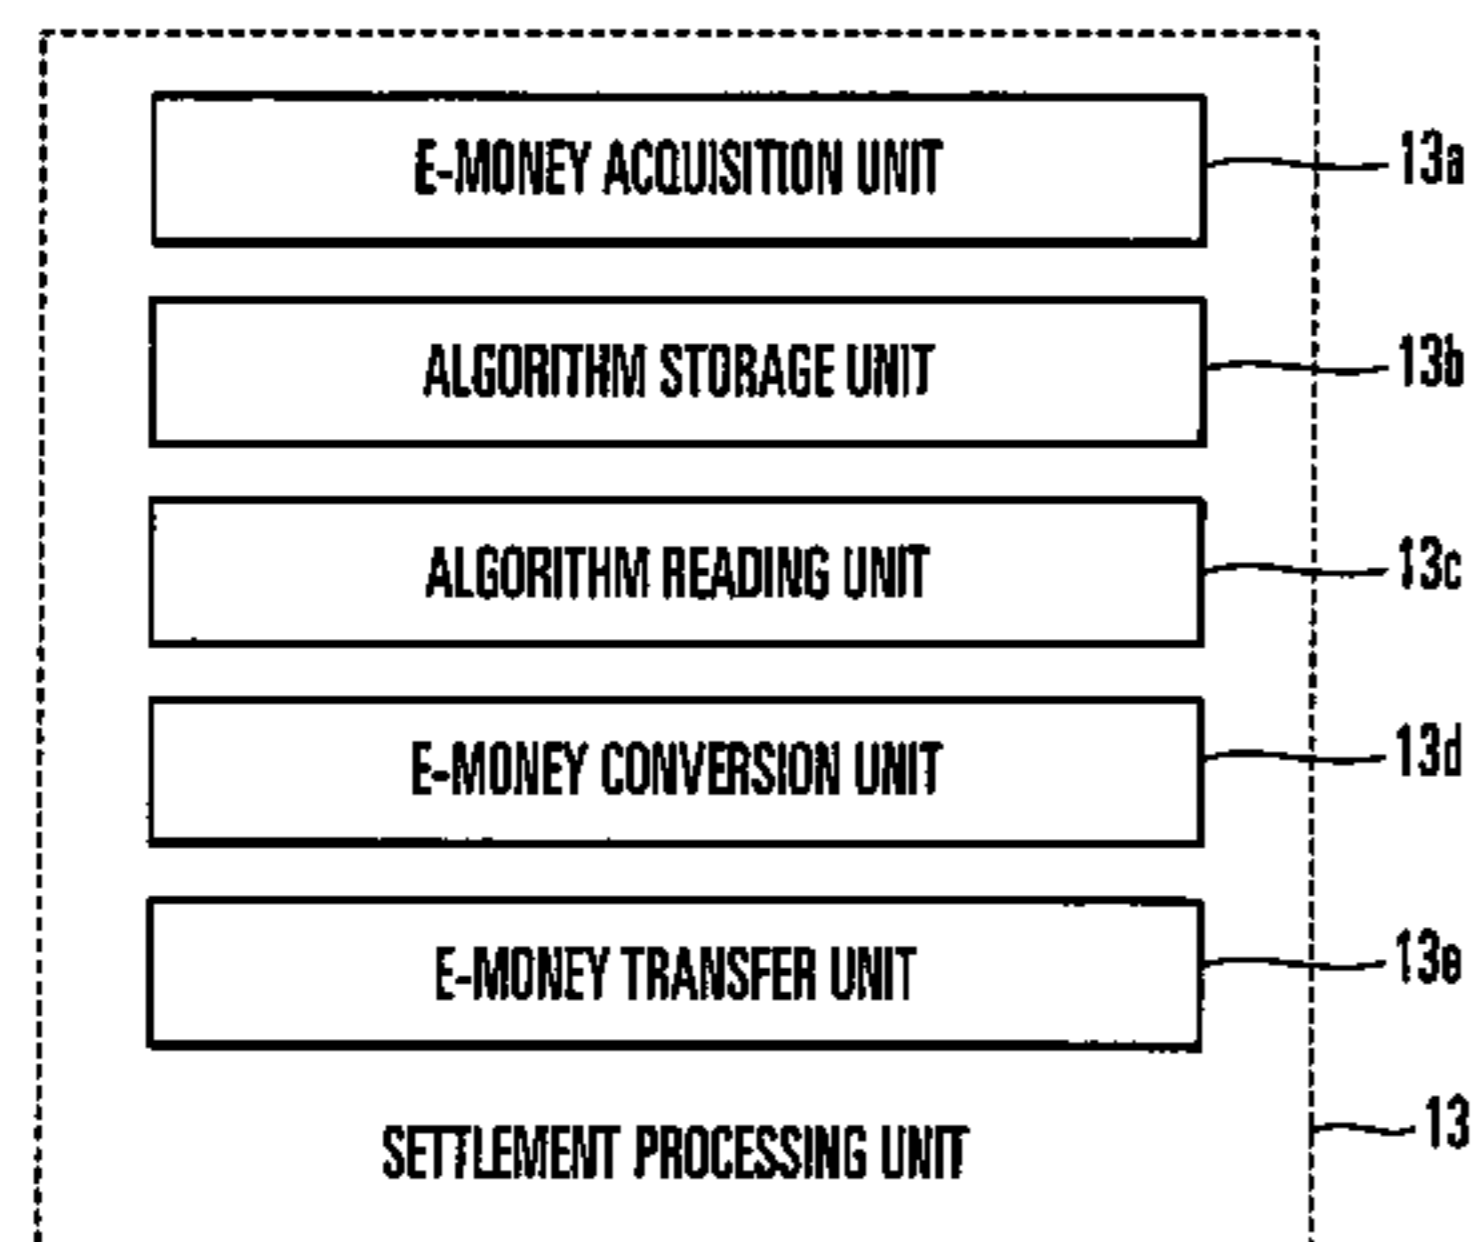 E-MONEY ACQUISITION UNIT 13a
ALGORITHM STORAGE UNIT 13b
ALGORITHM READING UNIT 13c
E-MONEY CONVERSION UNIT 13d
E-MONEY TRANSFER UNIT 13e
SETTLEMENT PROCESSING UNIT 13